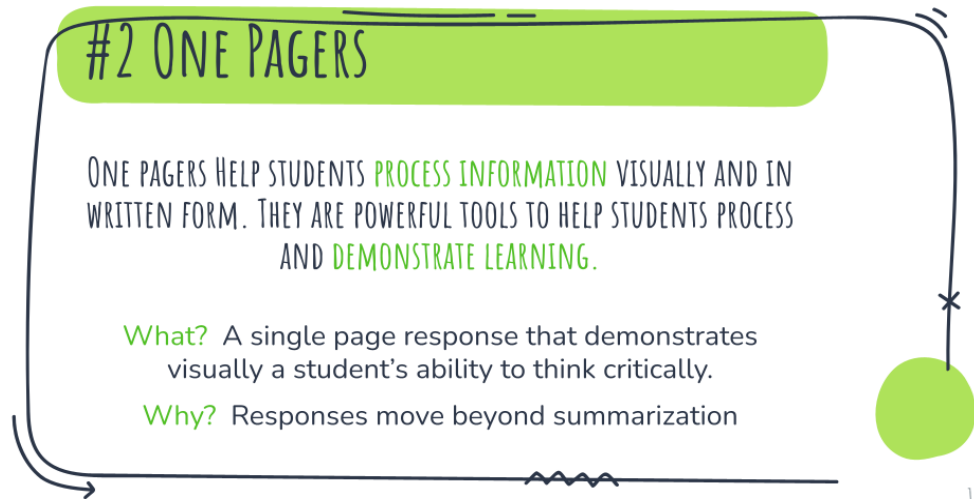 #2 One Pagers
One pagers Help students process information visually and in
written form. They are powerful tools to help students process
and demonstrate learning.
What? A single page response that demonstrates
visually a student's ability to think critically.
Why? Responses move beyond summarization